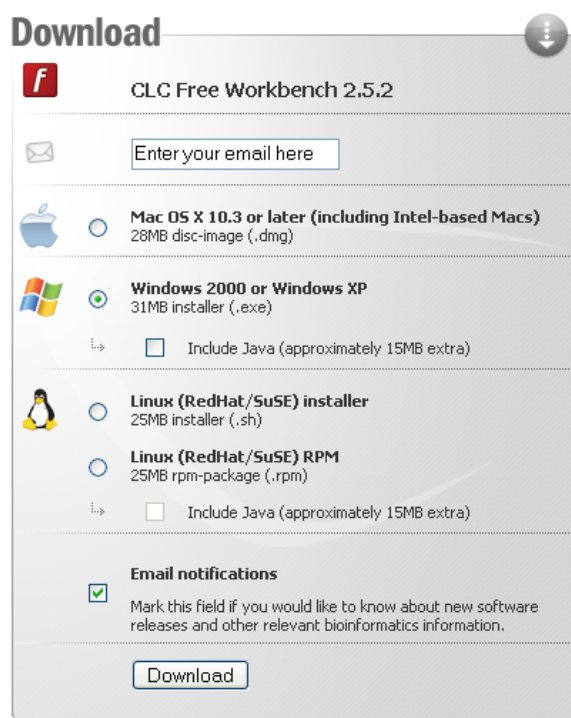 Download
f
CLC Free Workbench 2.5.2
Enter your email here
Mac OS X 10.3 or later (including Intel-based Macs)
28MB disc-image (.dmg)
Windows 2000 or Windows XP
31MB installer (.exe)
Include Java (approximately 15MB extra)
Linux (RedHat/SuSE) installer
25MB installer (.sh)
Linux (RedHat/SuSE) RPM
25MB rpm-package (.rpm)
Include Java (approximately 15MB extra)
Email notifications
Mark this field if you would like to know about new software
releases and other relevant bioinformatics information.
Download